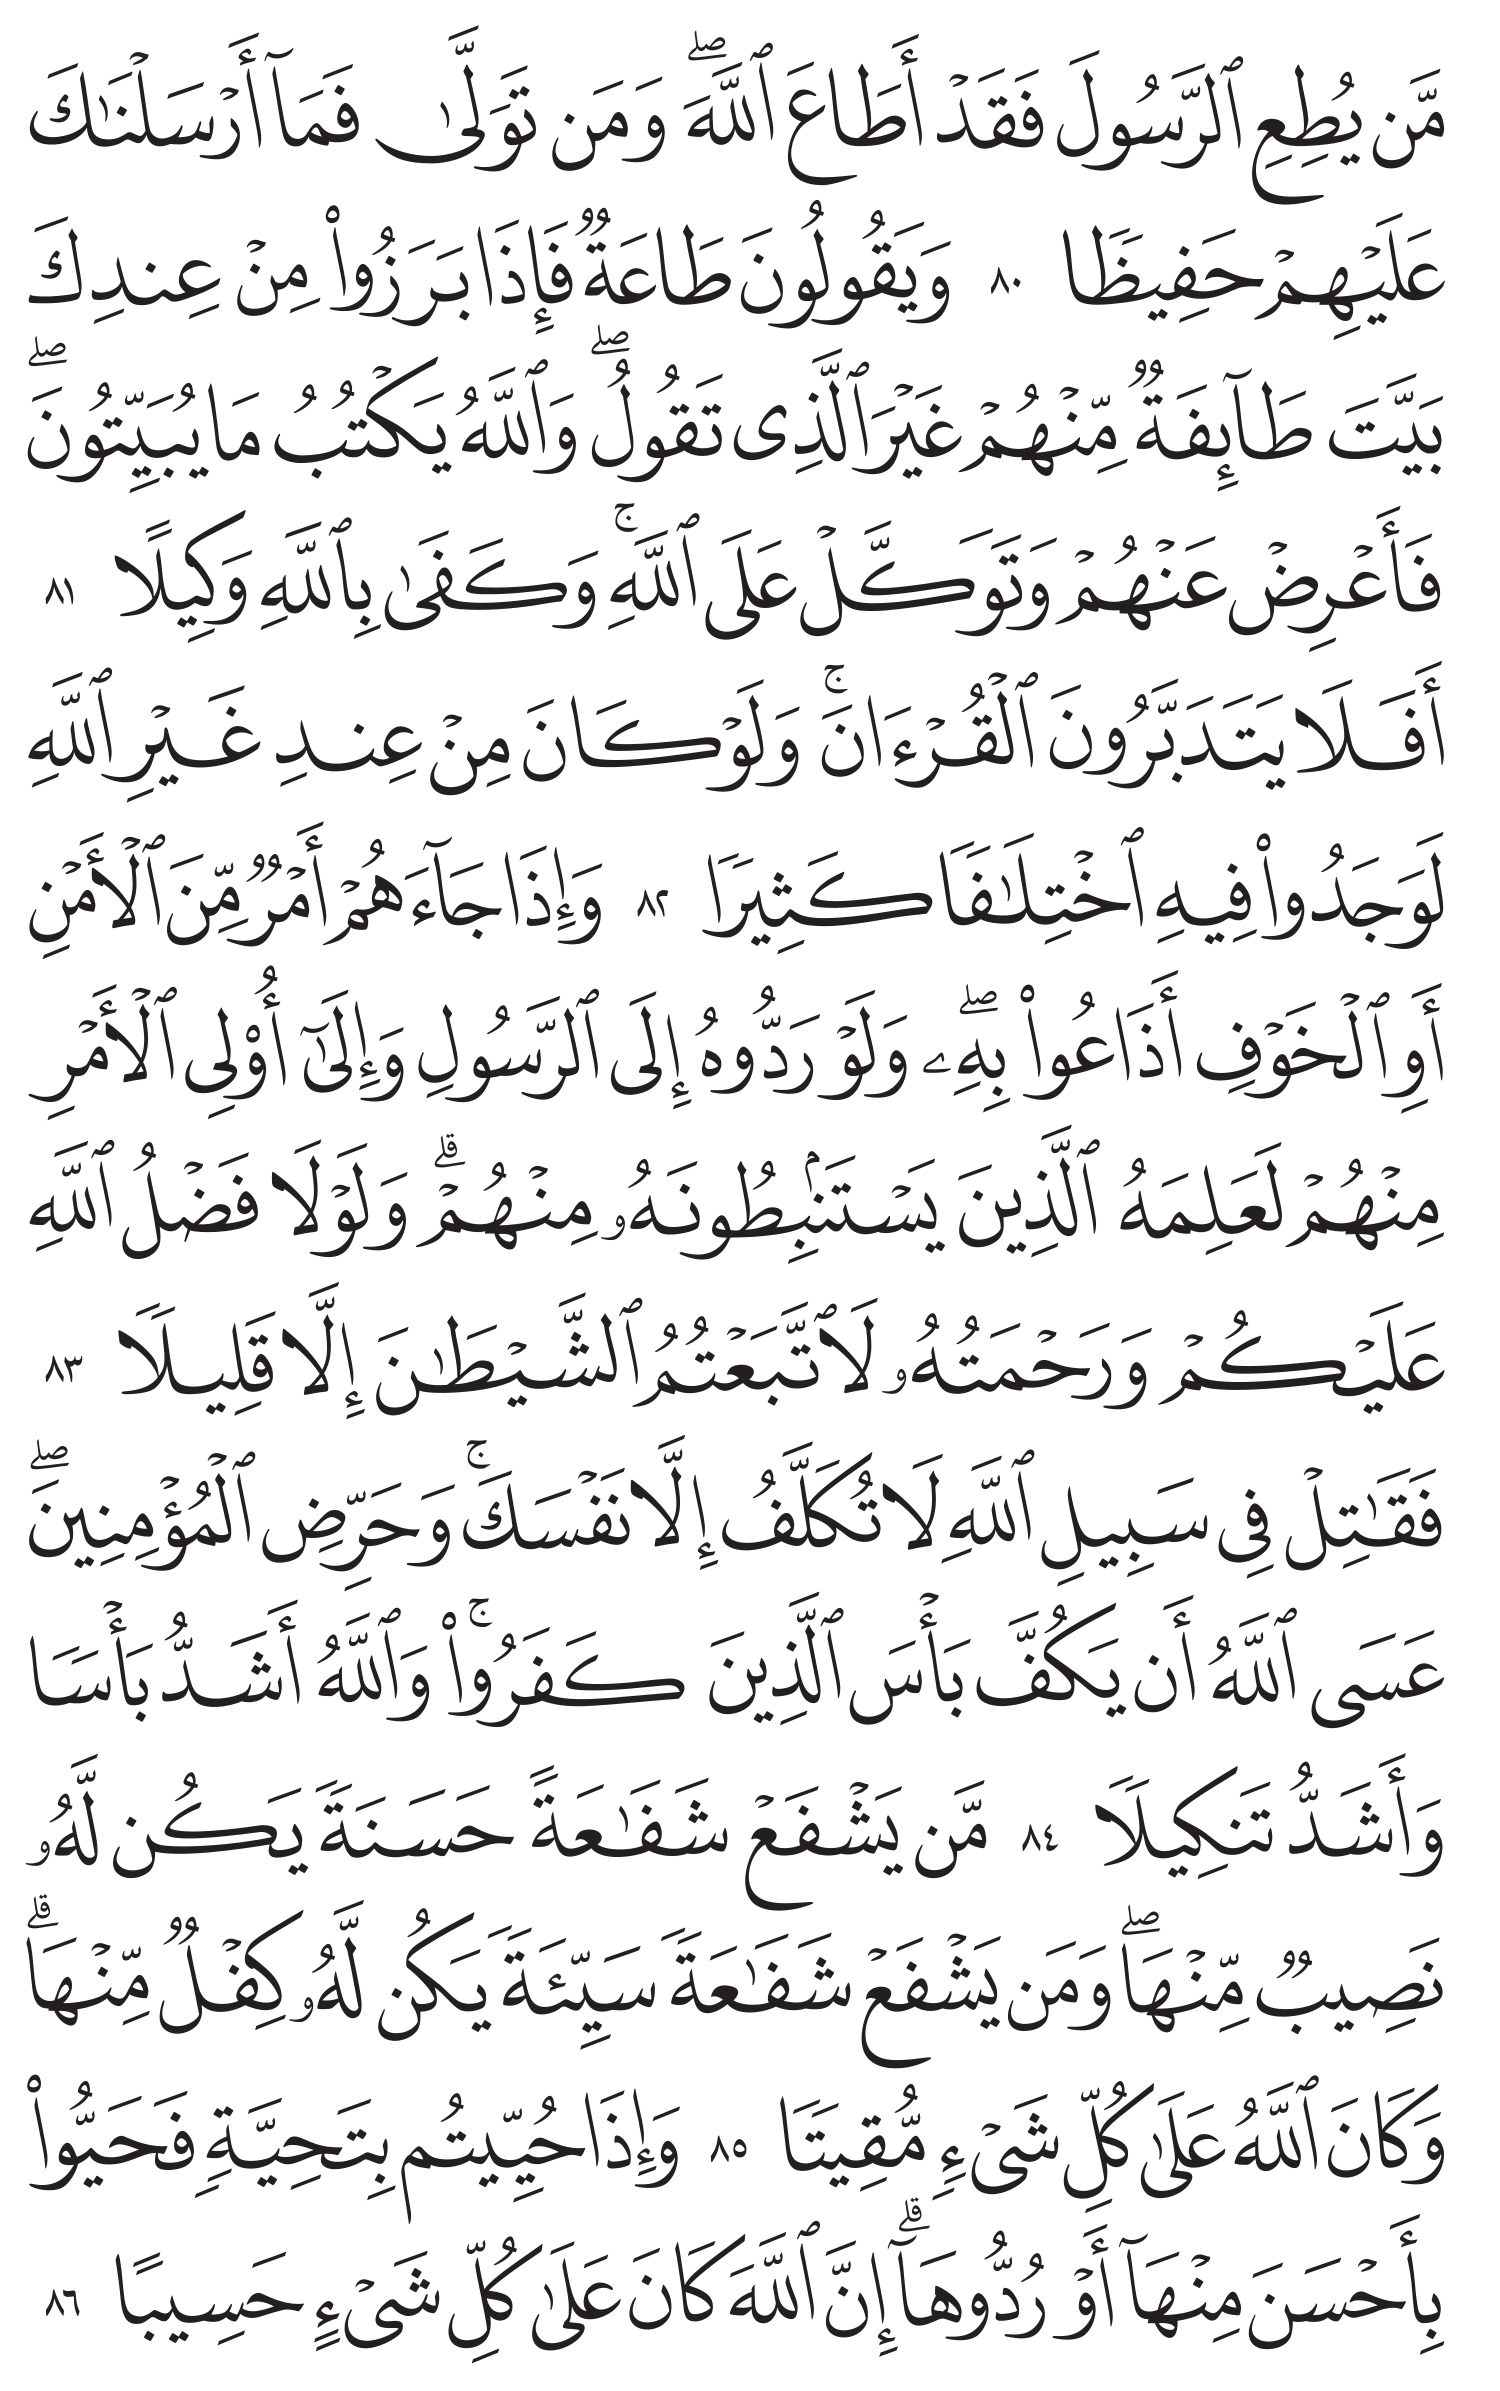 مَّن يُطِعِ ٱلرَّسُولَ فَقَدْ أَطَاعَ ٱللَّهَۖ وَمَن تَوَلَّىٰ فَمَآ أَرْسَلْنَٰكَ
عَلَيْهِمْ حَفِيظًا ٨٠ وَيَقُولُونَ طَاعَةٌ فَإِذَا بَرَزُوا۟ مِنْ عِندِكَ
بَيَّتَ طَآئِفَةٌ مِّنْهُمْ غَيْرَ ٱلَّذِى تَقُولُۖ وَٱللَّهُ يَكْتُبُ مَا يُبَيِّتُونَۖ
فَأَعْرِضْ عَنْهُمْ وَتَوَكَّلْ عَلَى ٱللَّهِۚ وَكَفَىٰ بِٱللَّهِ وَكِيلًا ٨١
أَفَلَا يَتَدَبَّرُونَ ٱلْقُرْءَانَۚ وَلَوْ كَانَ مِنْ عِندِ غَيْرِ ٱللَّهِ
لَوَجَدُوا۟ فِيهِ ٱخْتِلَٰفًا كَثِيرًا ٨٢ وَإِذَا جَآءَهُمْ أَمْرٌ مِّنَ ٱلْأَمْنِ
أَوِ ٱلْخَوْفِ أَذَاعُوا۟ بِهِۦۖ وَلَوْ رَدُّوهُ إِلَى ٱلرَّسُولِ وَإِلَىٰٓ أُو۟لِى ٱلْأَمْرِ
مِنْهُمْ لَعَلِمَهُ ٱلَّذِينَ يَسْتَنۢبِطُونَهُۥ مِنْهُمْۗ وَلَوْلَا فَضْلُ ٱللَّهِ
عَلَيْكُمْ وَرَحْمَتُهُۥ لَٱتَّبَعْتُمُ ٱلشَّيْطَٰنَ إِلَّا قَلِيلًا ٨٣
فَقَٰتِلْ فِى سَبِيلِ ٱللَّهِ لَا تُكَلَّفُ إِلَّا نَفْسَكَۚ وَحَرِّضِ ٱلْمُؤْمِنِينَۖ
عَسَى ٱللَّهُ أَن يَكُفَّ بَأْسَ ٱلَّذِينَ كَفَرُوا۟ۚ وَٱللَّهُ أَشَدُّ بَأْسًا
وَأَشَدُّ تَنكِيلًا ٨٤ مَّن يَشْفَعْ شَفَٰعَةً حَسَنَةً يَكُن لَّهُۥ
نَصِيبٌ مِّنْهَاۖ وَمَن يَشْفَعْ شَفَٰعَةً سَيِّئَةً يَكُن لَّهُۥ كِفْلٌ مِّنْهَاۗ
وَكَانَ ٱللَّهُ عَلَىٰ كُلِّ شَىْءٍ مُّقِيتًا ٨٥ وَإِذَا حُيِّيتُم بِتَحِيَّةٍ فَحَيُّوا۟
بِأَحْسَنَ مِنْهَآ أَوْ رُدُّوهَآۗ إِنَّ ٱللَّهَ كَانَ عَلَىٰ كُلِّ شَىْءٍ حَسِيبًا ٨٦